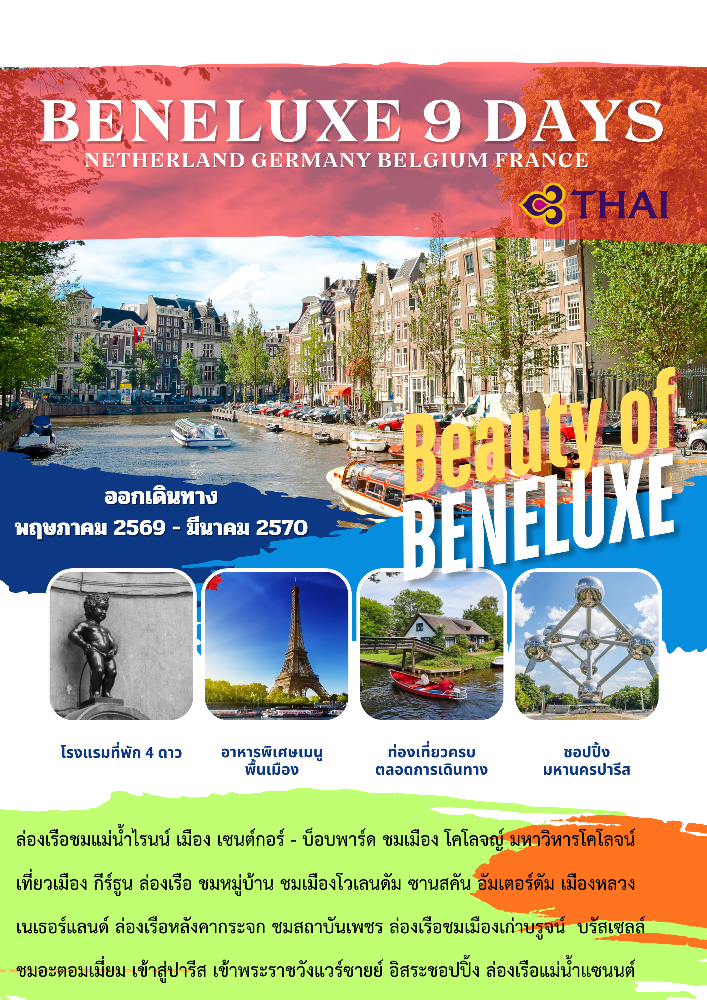 BENELUXE 9 DAYS
NETHERLAND GERMANY BELGIUM FRANCE
THAI
Beauty of
BENELUXE
ออกเดินทาง
พฤษภาคม 2569 - มีนาคม 2570
โรงแรมที่พัก 4 ดาว
อาหารพิเศษเมนู
พื้นเมือง
ท่องเที่ยวครบ
ตลอดการเดินทาง
ชอปปิ้ง
มหานครปารีส
ล่องเรือชมแม่น้ำไรนน์ เมือง เซนต์กอร์ - บ็อบพาร์ด ชมเมือง โคโลจญ์ มหาวิหารโคโลจน์
เที่ยวเมือง กีร์ธูน ล่องเรือ ชมหมู่บ้าน ชมเมืองโวเลนดัม ซานสคัน อัมเตอร์ดัม เมืองหลวง
เนเธอร์แลนด์ ล่องเรือหลังคากระจก ชมสถาบันเพชร ล่องเรือชมเมืองเก่าบรูจน์ บรัสเซลล์
ชมอะตอมเมี่ยม เข้าสู่ปารีส เข้าพระราชวังแวร์ซายย์ อิสระชอปปิ้ง ล่องเรือแม่น้ำแซนนต์